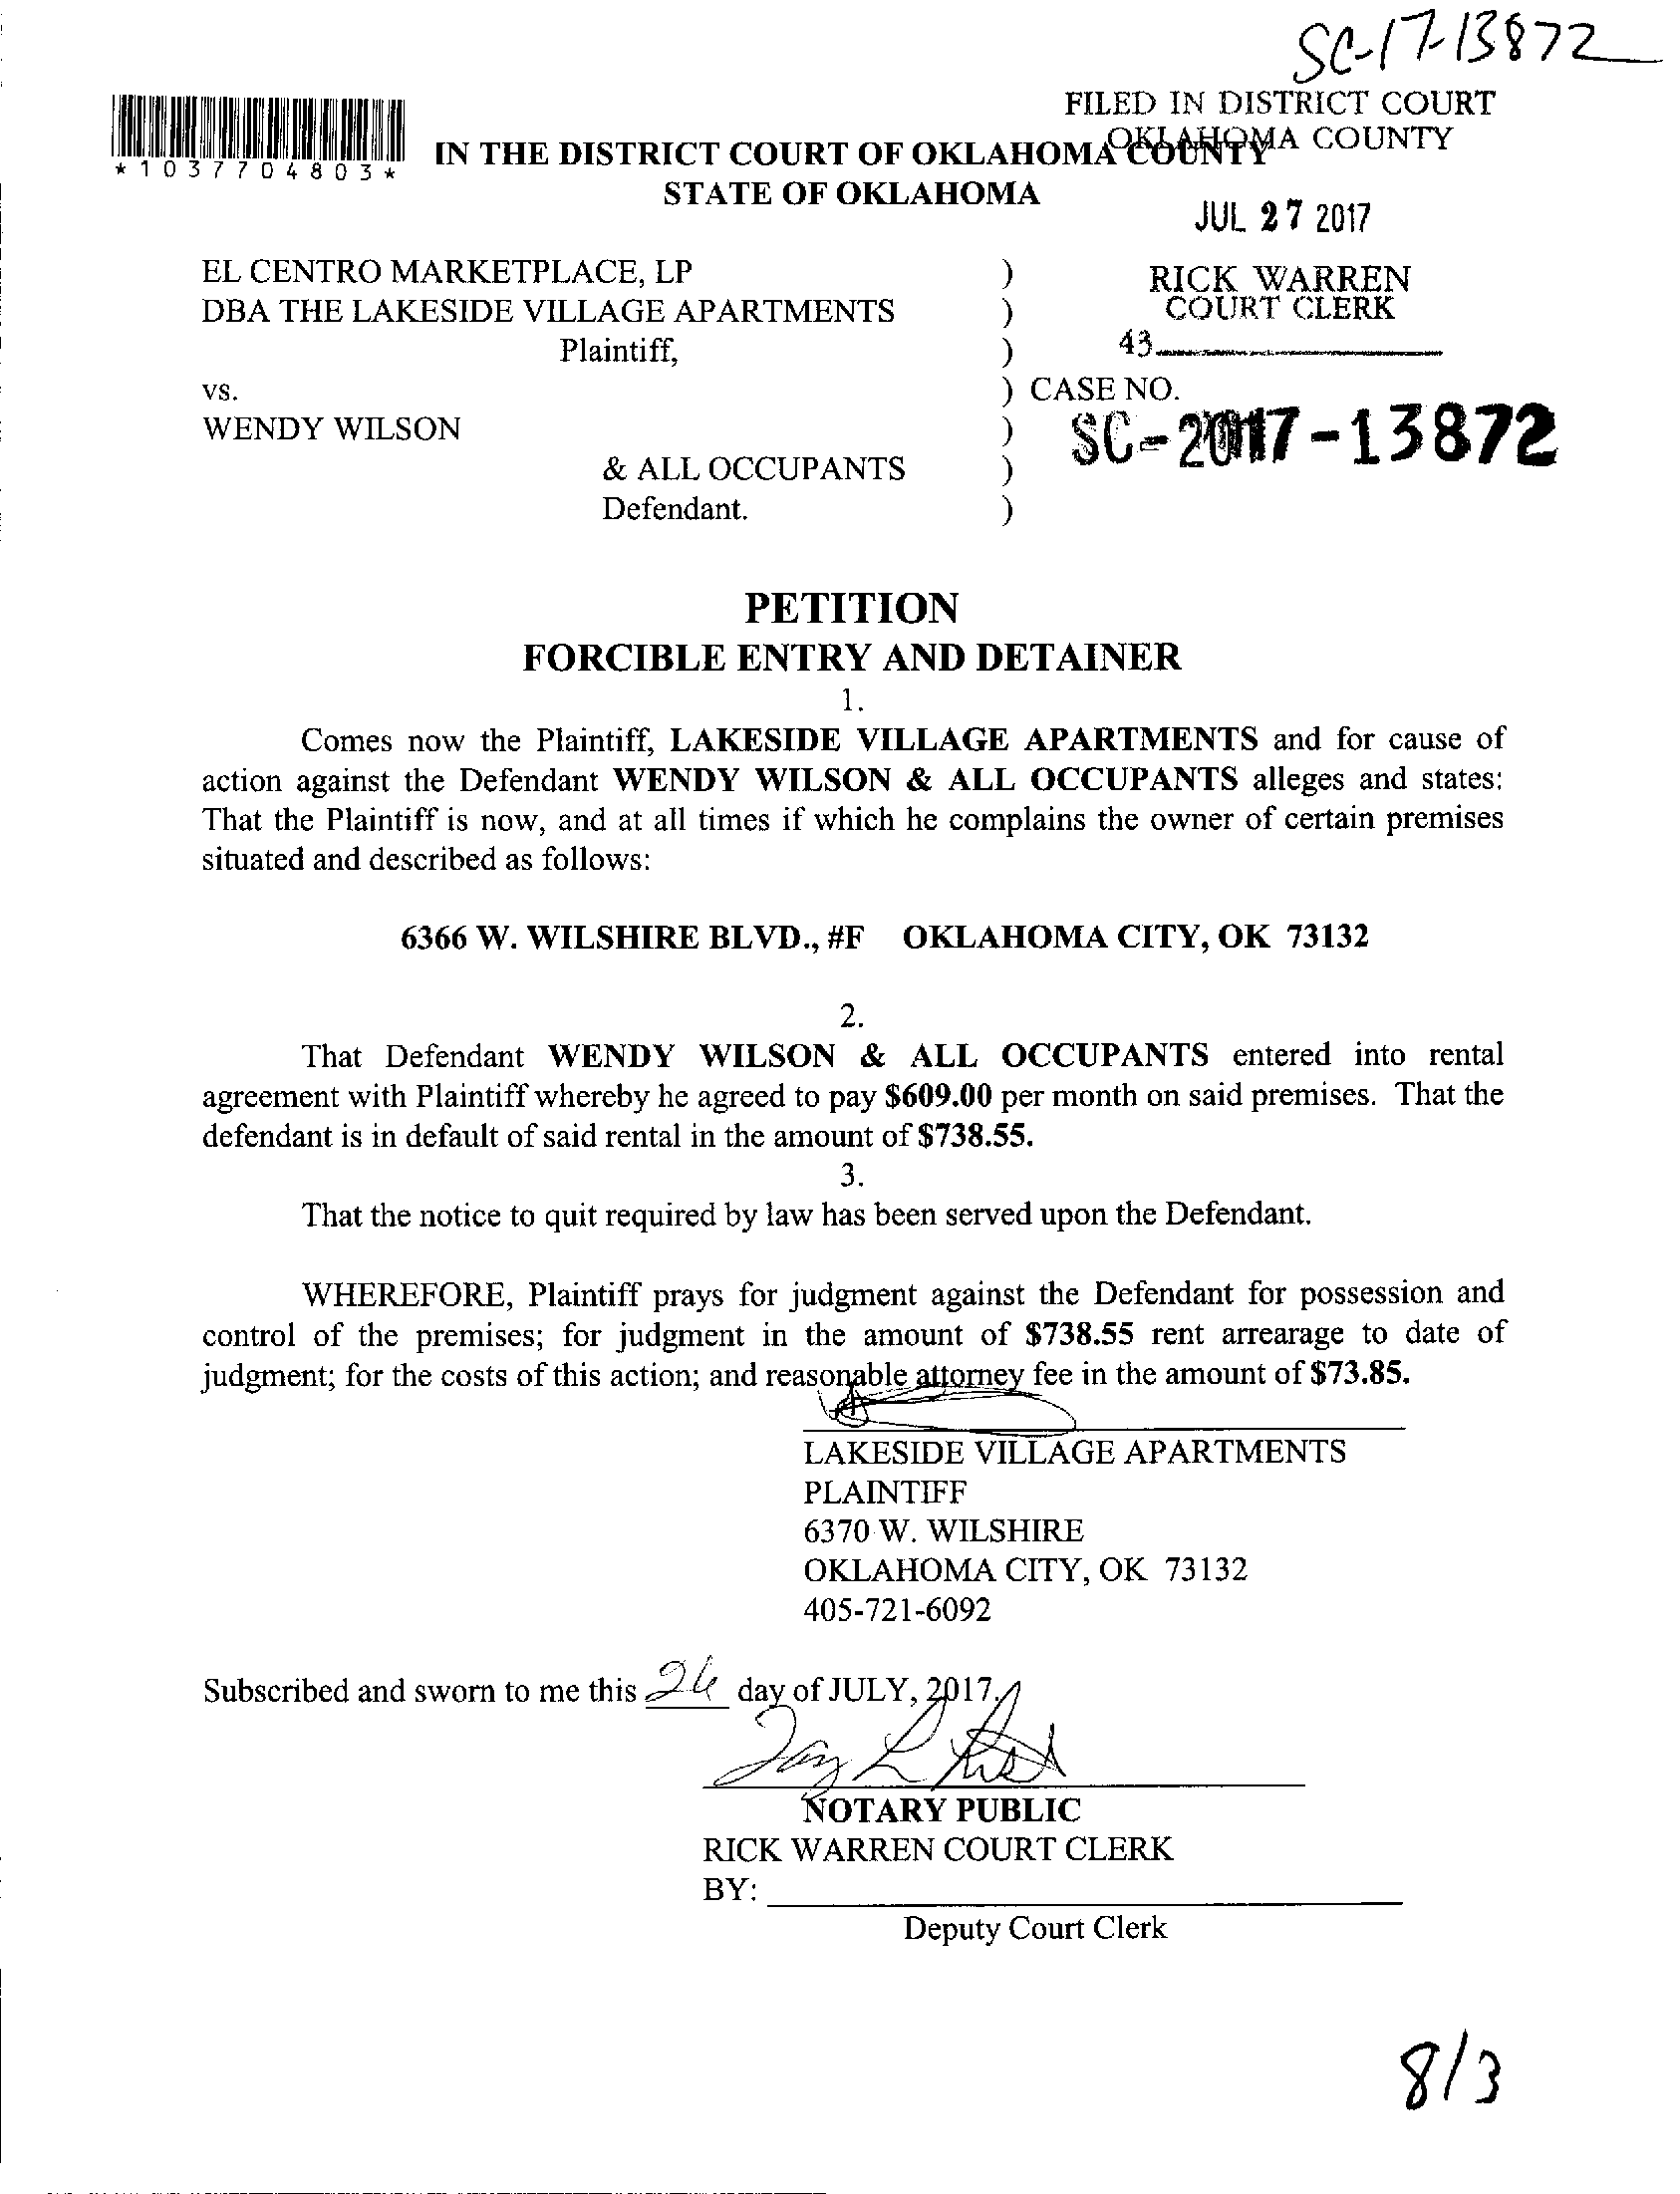 SC-17-13872
FILED IN DISTRICT COURT
OKLAHOMA COUNTY
*1037704803*
IN THE DISTRICT COURT OF OKLAHOMA COUNTY
STATE OF OKLAHOMA
JUL 27 2017
EL CENTRO MARKETPLACE, LP )
DBA THE LAKESIDE VILLAGE APARTMENTS )
Plaintiff, )
RICK WARREN
COURT CLERK
43
vs. ) CASE NO.
WENDY WILSON ) SC-2017-13872
& ALL OCCUPANTS )
Defendant. )
PETITION
FORCIBLE ENTRY AND DETAINER
1.
Comes now the Plaintiff, LAKESIDE VILLAGE APARTMENTS and for cause of
action against the Defendant WENDY WILSON & ALL OCCUPANTS alleges and states:
That the Plaintiff is now, and at all times if which he complains the owner of certain premises
situated and described as follows:
6366 W. WILSHIRE BLVD., #F OKLAHOMA CITY, OK 73132
2.
That Defendant WENDY WILSON & ALL OCCUPANTS entered into rental
agreement with Plaintiff whereby he agreed to pay $609.00 per month on said premises. That the
defendant is in default of said rental in the amount of $738.55.
3.
That the notice to quit required by law has been served upon the Defendant.
WHEREFORE, Plaintiff prays for judgment against the Defendant for possession and
control of the premises; for judgment in the amount of $738.55 rent arrearage to date of
judgment; for the costs of this action; and reasonable attorney fee in the amount of $73.85.
LAKESIDE VILLAGE APARTMENTS
PLAINTIFF
6370 W. WILSHIRE
OKLAHOMA CITY, OK 73132
405-721-6092
Subscribed and sworn to me this 26 day of JULY, 2017.
NOTARY PUBLIC
RICK WARREN COURT CLERK
BY:
Deputy Court Clerk
8/3